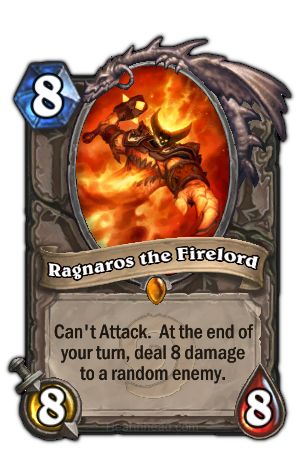 8
Ragnaros the Firelord
Can't Attack. At the end of
your turn, deal 8 damage
to a random enemy.
8
8